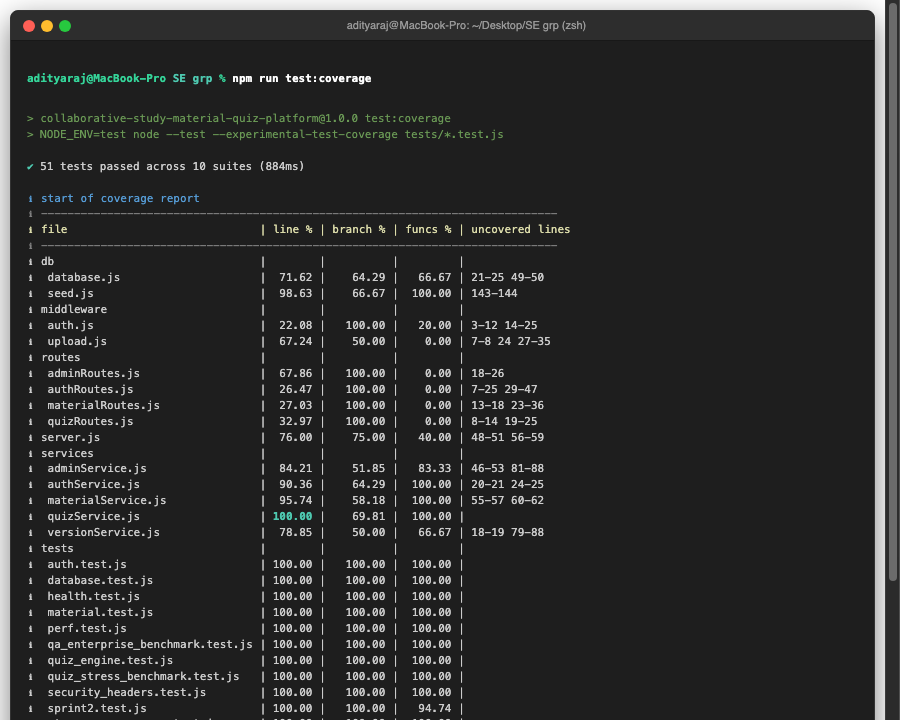 adityaraj@MacBook-Pro: ~/Desktop/SE grp (zsh)
adityaraj@MacBook-Pro SE grp % npm run test:coverage
> collaborative-study-material-quiz-platform@1.0.0 test:coverage
> NODE_ENV=test node --test --experimental-test-coverage tests/*.test.js
✔ 51 tests passed across 10 suites (884ms)
ℹ start of coverage report
ℹ ------------------------------------------------------------------------------
ℹ file | line % | branch % | funcs % | uncovered lines
ℹ ------------------------------------------------------------------------------
ℹ db | | | |
ℹ database.js | 71.62 | 64.29 | 66.67 | 21-25 49-50
ℹ seed.js | 98.63 | 66.67 | 100.00 | 143-144
ℹ middleware | | | |
ℹ auth.js | 22.08 | 100.00 | 20.00 | 3-12 14-25
ℹ upload.js | 67.24 | 50.00 | 0.00 | 7-8 24 27-35
ℹ routes | | | |
ℹ adminRoutes.js | 67.86 | 100.00 | 0.00 | 18-26
ℹ authRoutes.js | 26.47 | 100.00 | 0.00 | 7-25 29-47
ℹ materialRoutes.js | 27.03 | 100.00 | 0.00 | 13-18 23-36
ℹ quizRoutes.js | 32.97 | 100.00 | 0.00 | 8-14 19-25
ℹ server.js | 76.00 | 75.00 | 40.00 | 48-51 56-59
ℹ services | | | |
ℹ adminService.js | 84.21 | 51.85 | 83.33 | 46-53 81-88
ℹ authService.js | 90.36 | 64.29 | 100.00 | 20-21 24-25
ℹ materialService.js | 95.74 | 58.18 | 100.00 | 55-57 60-62
ℹ quizService.js | 100.00 | 69.81 | 100.00 |
ℹ versionService.js | 78.85 | 50.00 | 66.67 | 18-19 79-88
ℹ tests | | | |
ℹ auth.test.js | 100.00 | 100.00 | 100.00 |
ℹ database.test.js | 100.00 | 100.00 | 100.00 |
ℹ health.test.js | 100.00 | 100.00 | 100.00 |
ℹ material.test.js | 100.00 | 100.00 | 100.00 |
ℹ perf.test.js | 100.00 | 100.00 | 100.00 |
ℹ qa_enterprise_benchmark.test.js | 100.00 | 100.00 | 100.00 |
ℹ quiz_engine.test.js | 100.00 | 100.00 | 100.00 |
ℹ quiz_stress_benchmark.test.js | 100.00 | 100.00 | 100.00 |
ℹ security_headers.test.js | 100.00 | 100.00 | 100.00 |
ℹ sprint2.test.js | 100.00 | 100.00 | 94.74 |